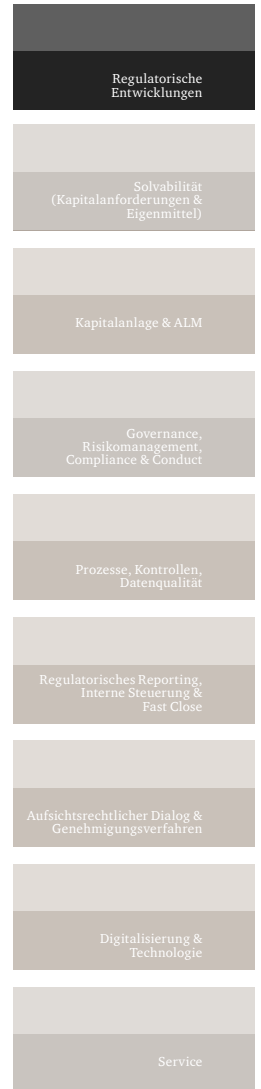 Regulatorische
Entwicklungen
Solvabilität
(Kapitalanforderungen &
Eigenmittel)
Kapitalanlage & ALM
Governance,
Risikomanagement,
Compliance & Conduct
Prozesse, Kontrollen,
Datenqualität
Regulatorisches Reporting,
Interne Steuerung &
Fast Close
Aufsichtsrechtlicher Dialog &
Genehmigungsverfahren
Digitalisierung &
Technologie
Service